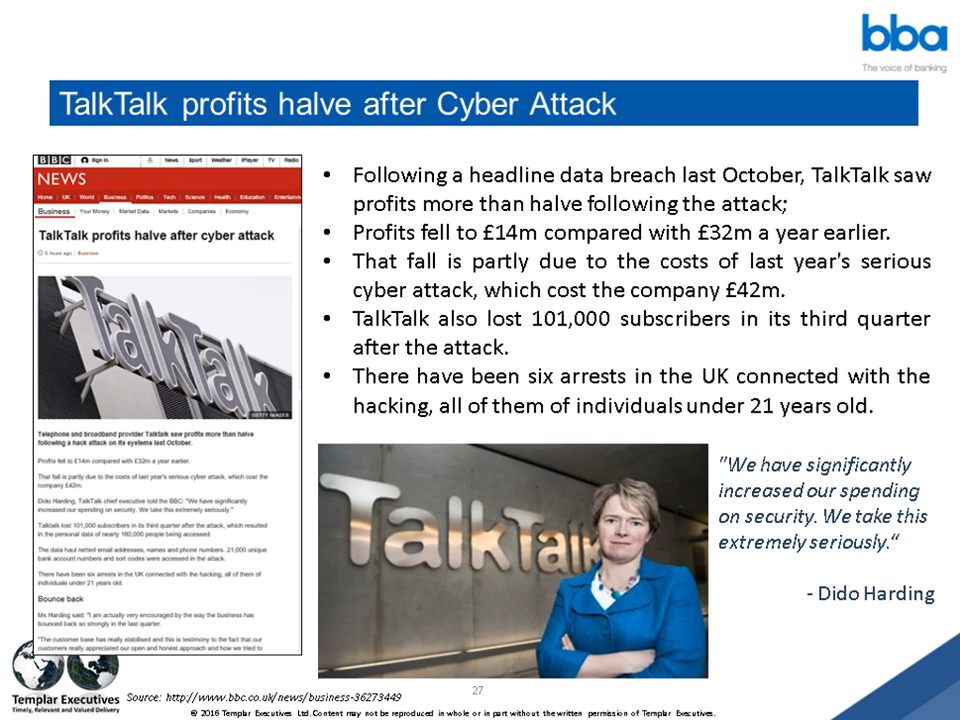 bba
The voice of banking
TalkTalk profits halve after Cyber Attack
BBC Sign in News Sport Weather iPlayer TV Radio
NEWS
Home UK World Business Politics Tech Science Health Education Entertainm
Business Your Money Market Data Markets Companies Economy
TalkTalk profits halve after cyber attack
5 hours ago Business
TalkTalk
GETTY IMAGES
Telephone and broadband provider Talktalk saw profits more than halve
following a hack attack on its systems last October.
Profits fell to £14m compared with £32m a year earlier.
That fall is partly due to the costs of last year's serious cyber attack, which cost the
company £42m.
Dido Harding, TalkTalk chief executive told the BBC: "We have significantly
increased our spending on security. We take this extremely seriously."
Talktalk lost 101,000 subscribers in its third quarter after the attack, which resulted
in the personal data of nearly 160,000 people being accessed.
The data haul netted email addresses, names and phone numbers. 21,000 unique
bank account numbers and sort codes were accessed in the attack.
There have been six arrests in the UK connected with the hacking, all of them of
individuals under 21 years old.
Bounce back
Ms Harding said: "I am actually very encouraged by the way the business has
bounced back so strongly in the last quarter.
"The customer base has really stabilised and this is testimony to the fact that our
customers really appreciated our open and honest approach and how we tried to
• Following a headline data breach last October, TalkTalk saw
profits more than halve following the attack;
• Profits fell to £14m compared with £32m a year earlier.
• That fall is partly due to the costs of last year's serious
cyber attack, which cost the company £42m.
• TalkTalk also lost 101,000 subscribers in its third quarter
after the attack.
• There have been six arrests in the UK connected with the
hacking, all of them of individuals under 21 years old.
TalkTalk
"We have significantly
increased our spending
on security. We take this
extremely seriously."
- Dido Harding
Templar Executives
Timely, Relevant and Valued Delivery
Source: http://www.bbc.co.uk/news/business-36273449
27
© 2016 Templar Executives Ltd. Content may not be reproduced in whole or in part without the written permission of Templar Executives.